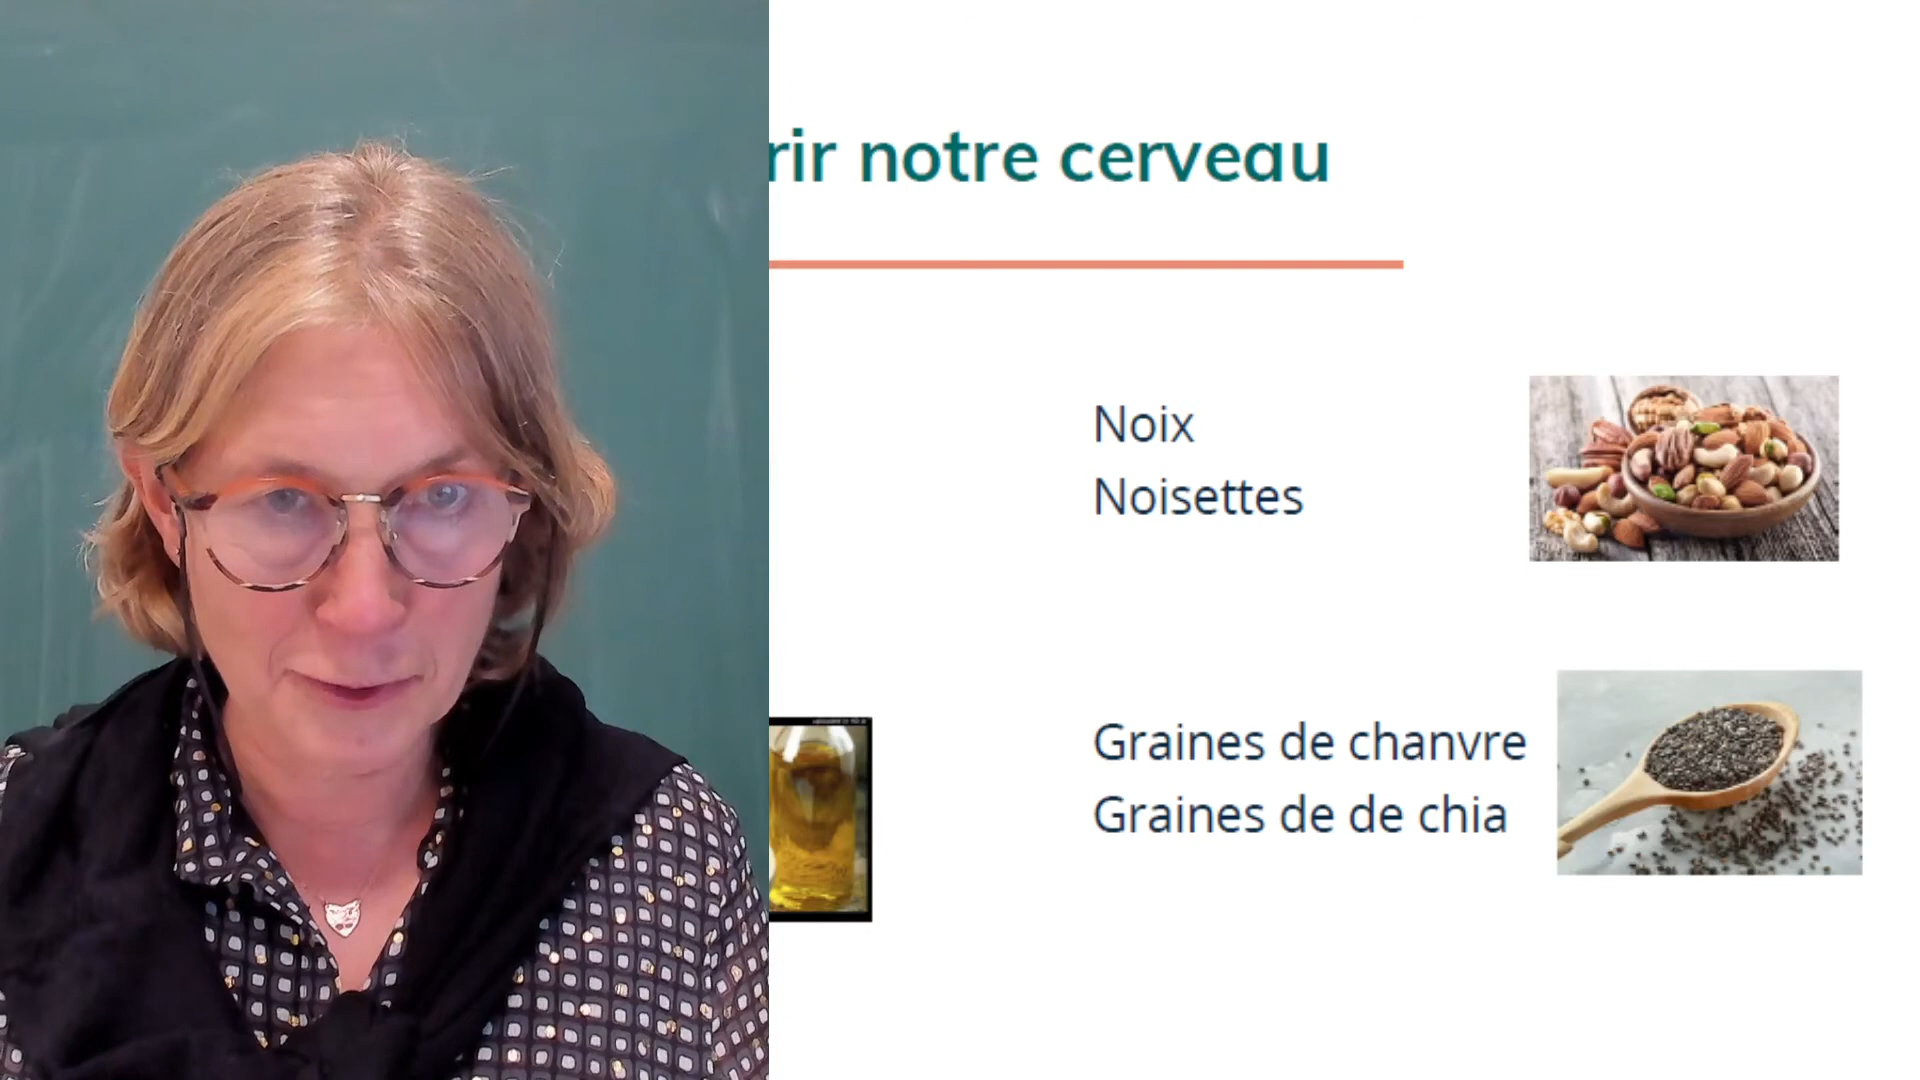 rir notre cerveau
Noix
Noisettes
Graines de chanvre
Graines de de chia